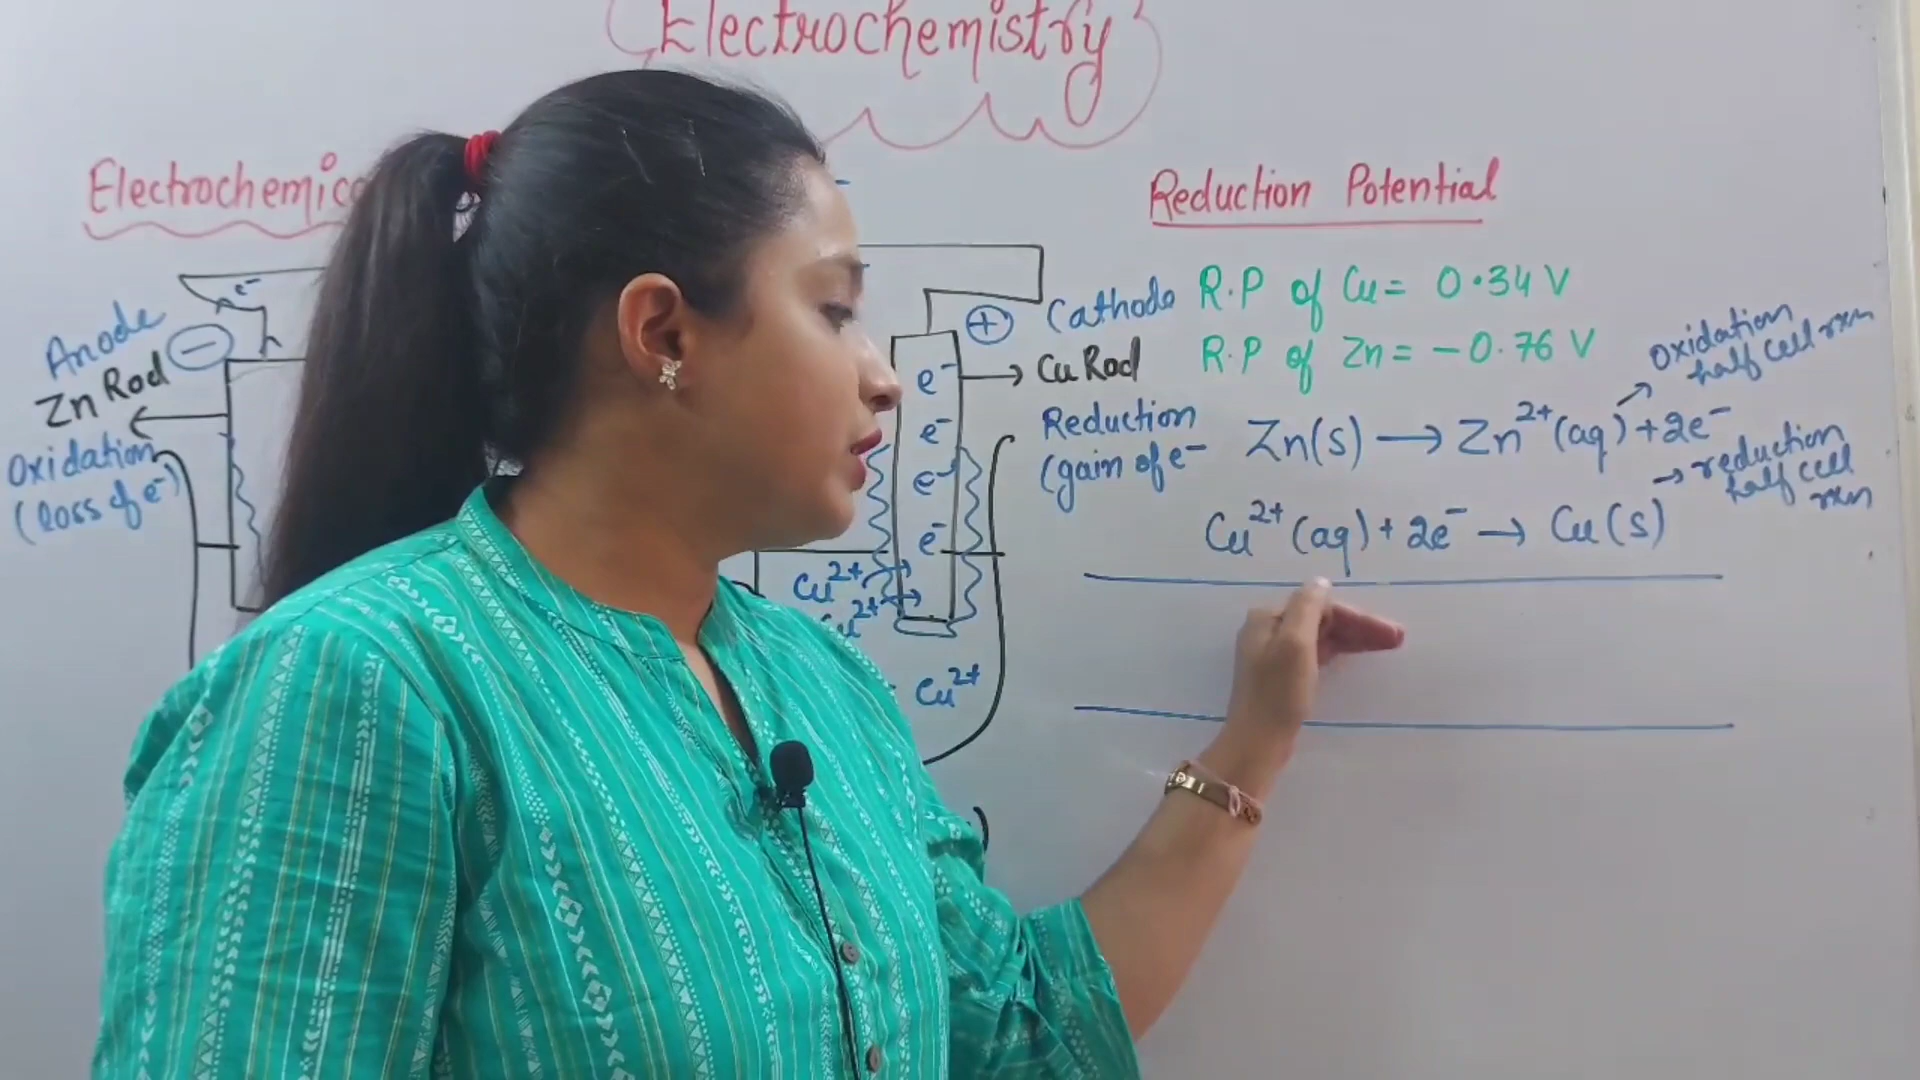 Electrochemistry
Electrochemica
Anode
−
Zn Rod
Oxidation
(loss of e⁻)
e⁻
+
Cathode
Cu Rod
Reduction
(gain of e⁻
e⁻
e⁻
e⁻
e⁻
Cu²⁺
Cu²⁺
Cu²⁺
Reduction Potential
R.P of Cu = 0.34 V
R.P of Zn = −0.76 V
Oxidation
half cell rxn
Zn(s) → Zn²⁺(aq) + 2e⁻
reduction
half cell
rxn
Cu²⁺(aq) + 2e⁻ → Cu(s)